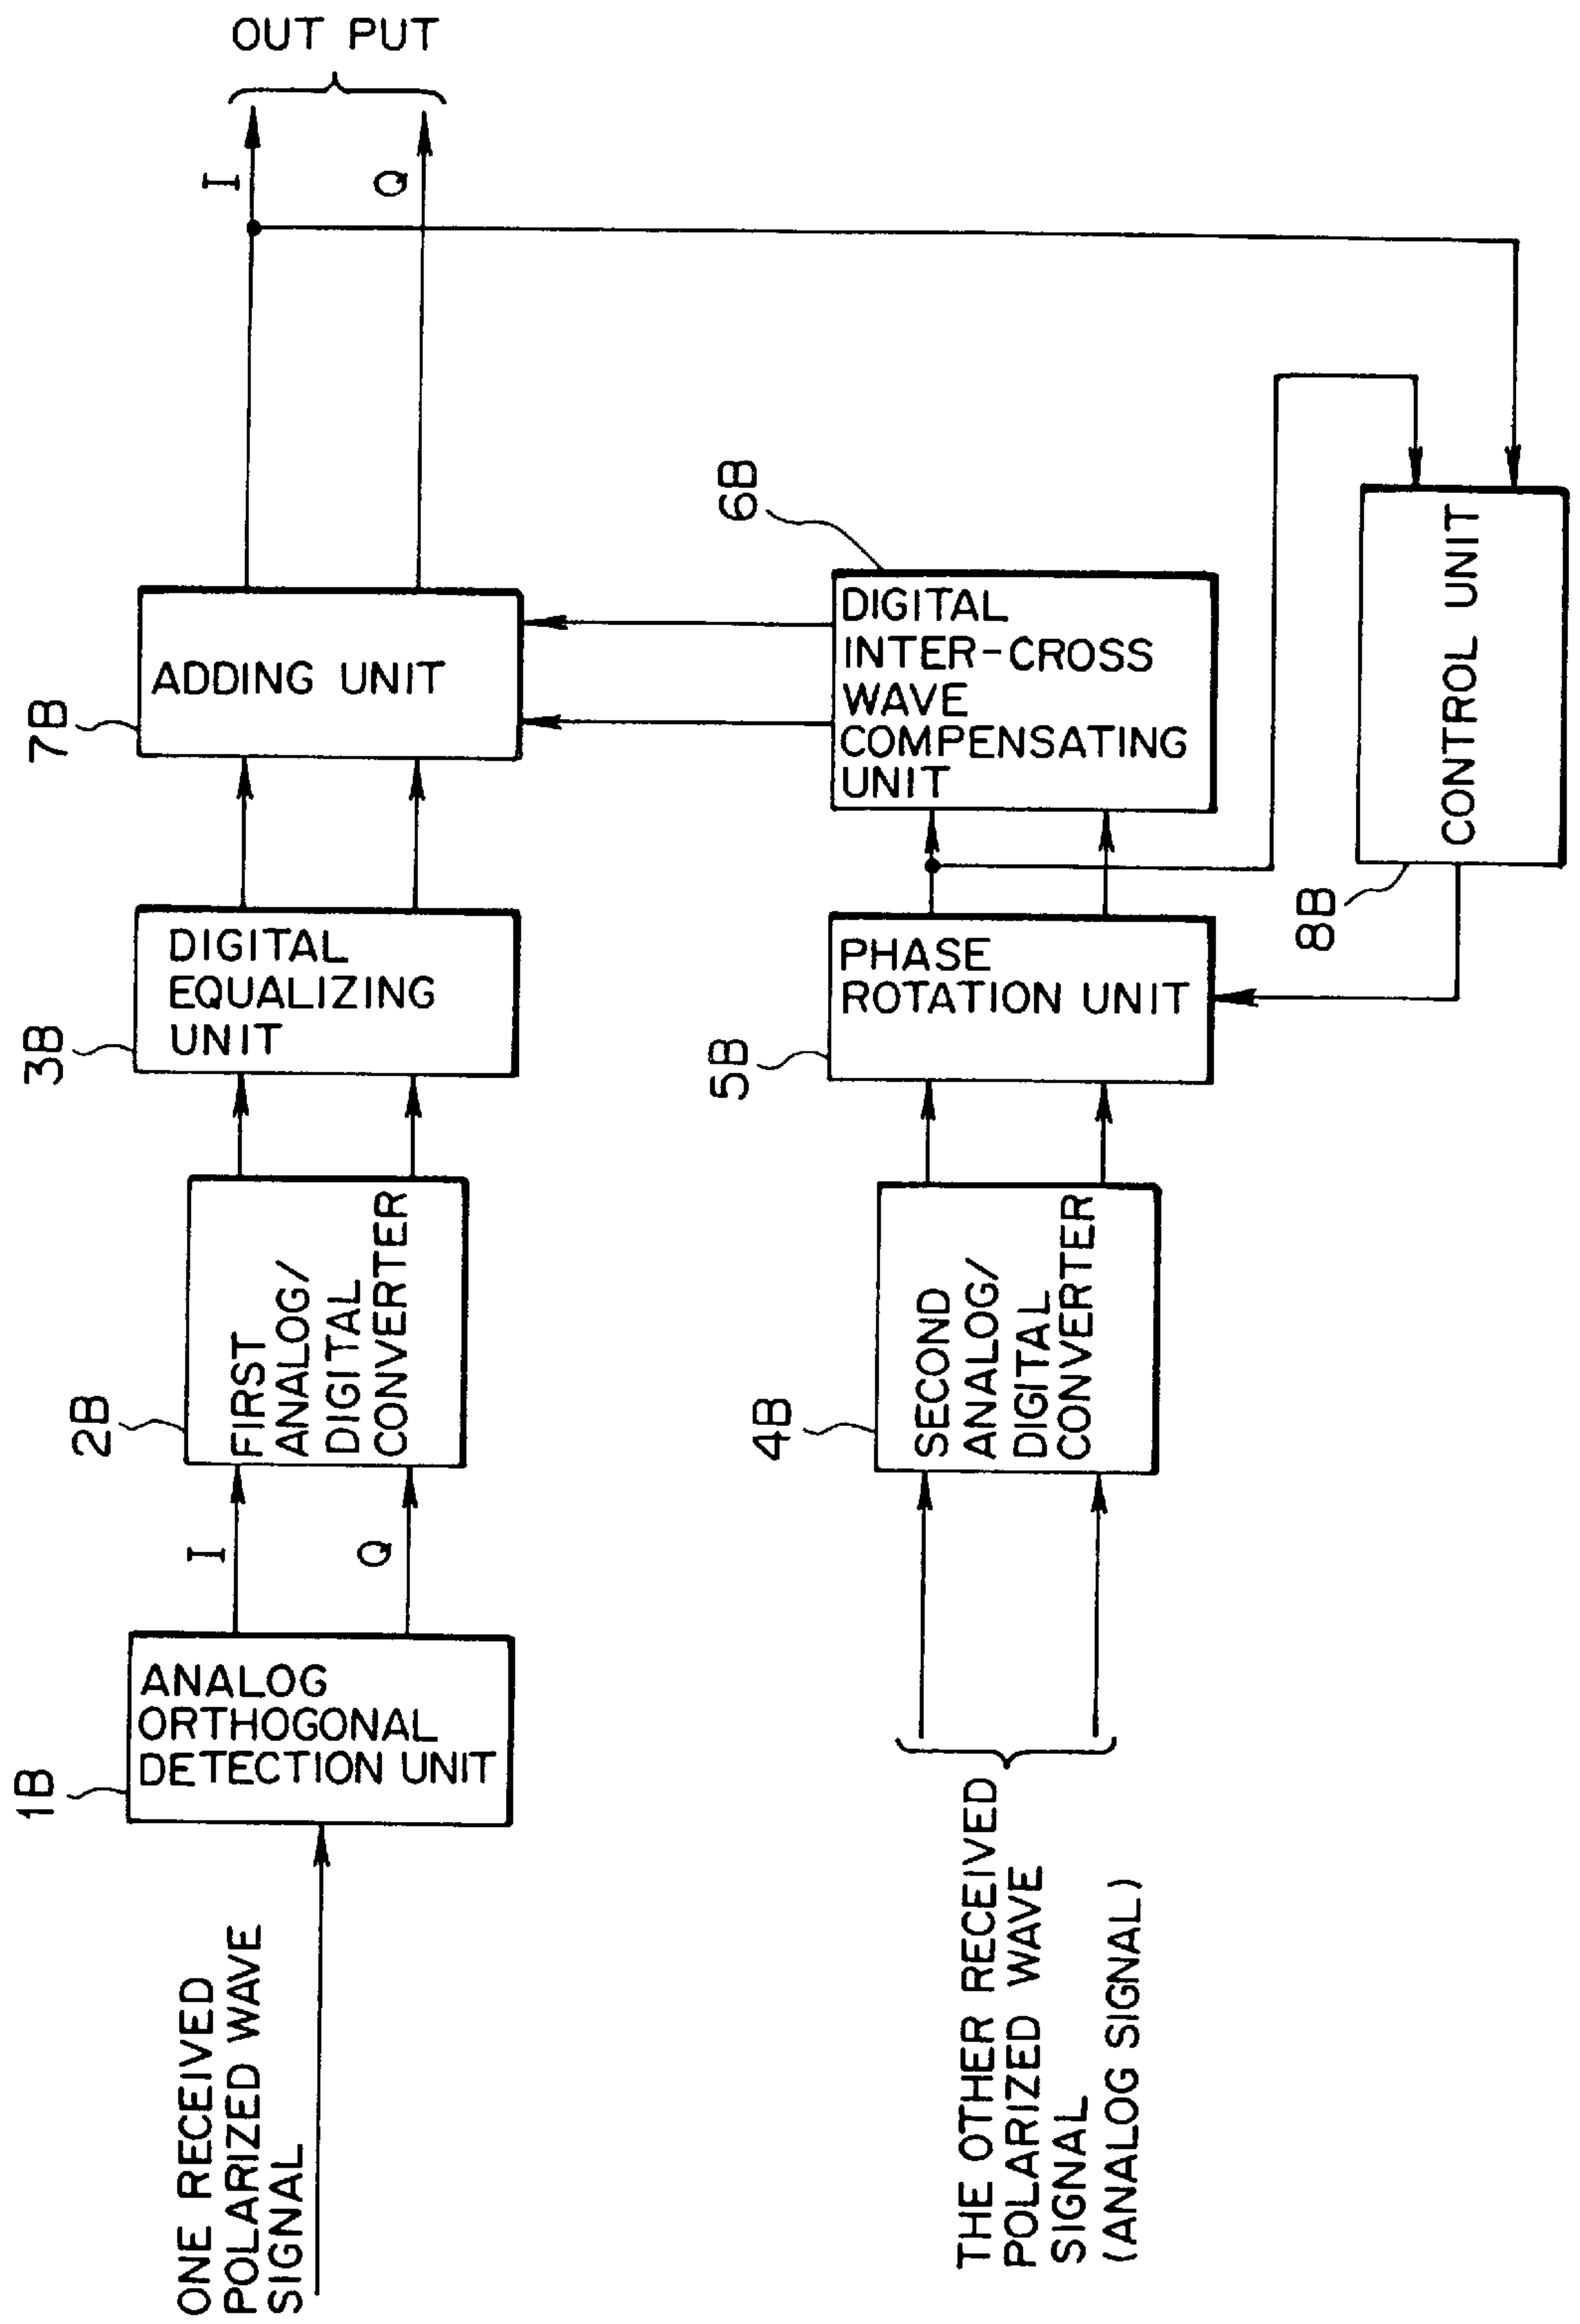 ONE RECEIVED
POLARIZED WAVE
SIGNAL
1B
ANALOG
ORTHOGONAL
DETECTION UNIT
I
Q
2B
FIRST
ANALOG/
DIGITAL
CONVERTER
3B
DIGITAL
EQUALIZING
UNIT
7B
ADDING UNIT
I
Q
OUT PUT
THE OTHER RECEIVED
POLARIZED WAVE
SIGNAL
(ANALOG SIGNAL)
4B
SECOND
ANALOG/
DIGITAL
CONVERTER
5B
PHASE
ROTATION UNIT
6B
DIGITAL
INTER-CROSS
WAVE
COMPENSATING
UNIT
8B
CONTROL UNIT